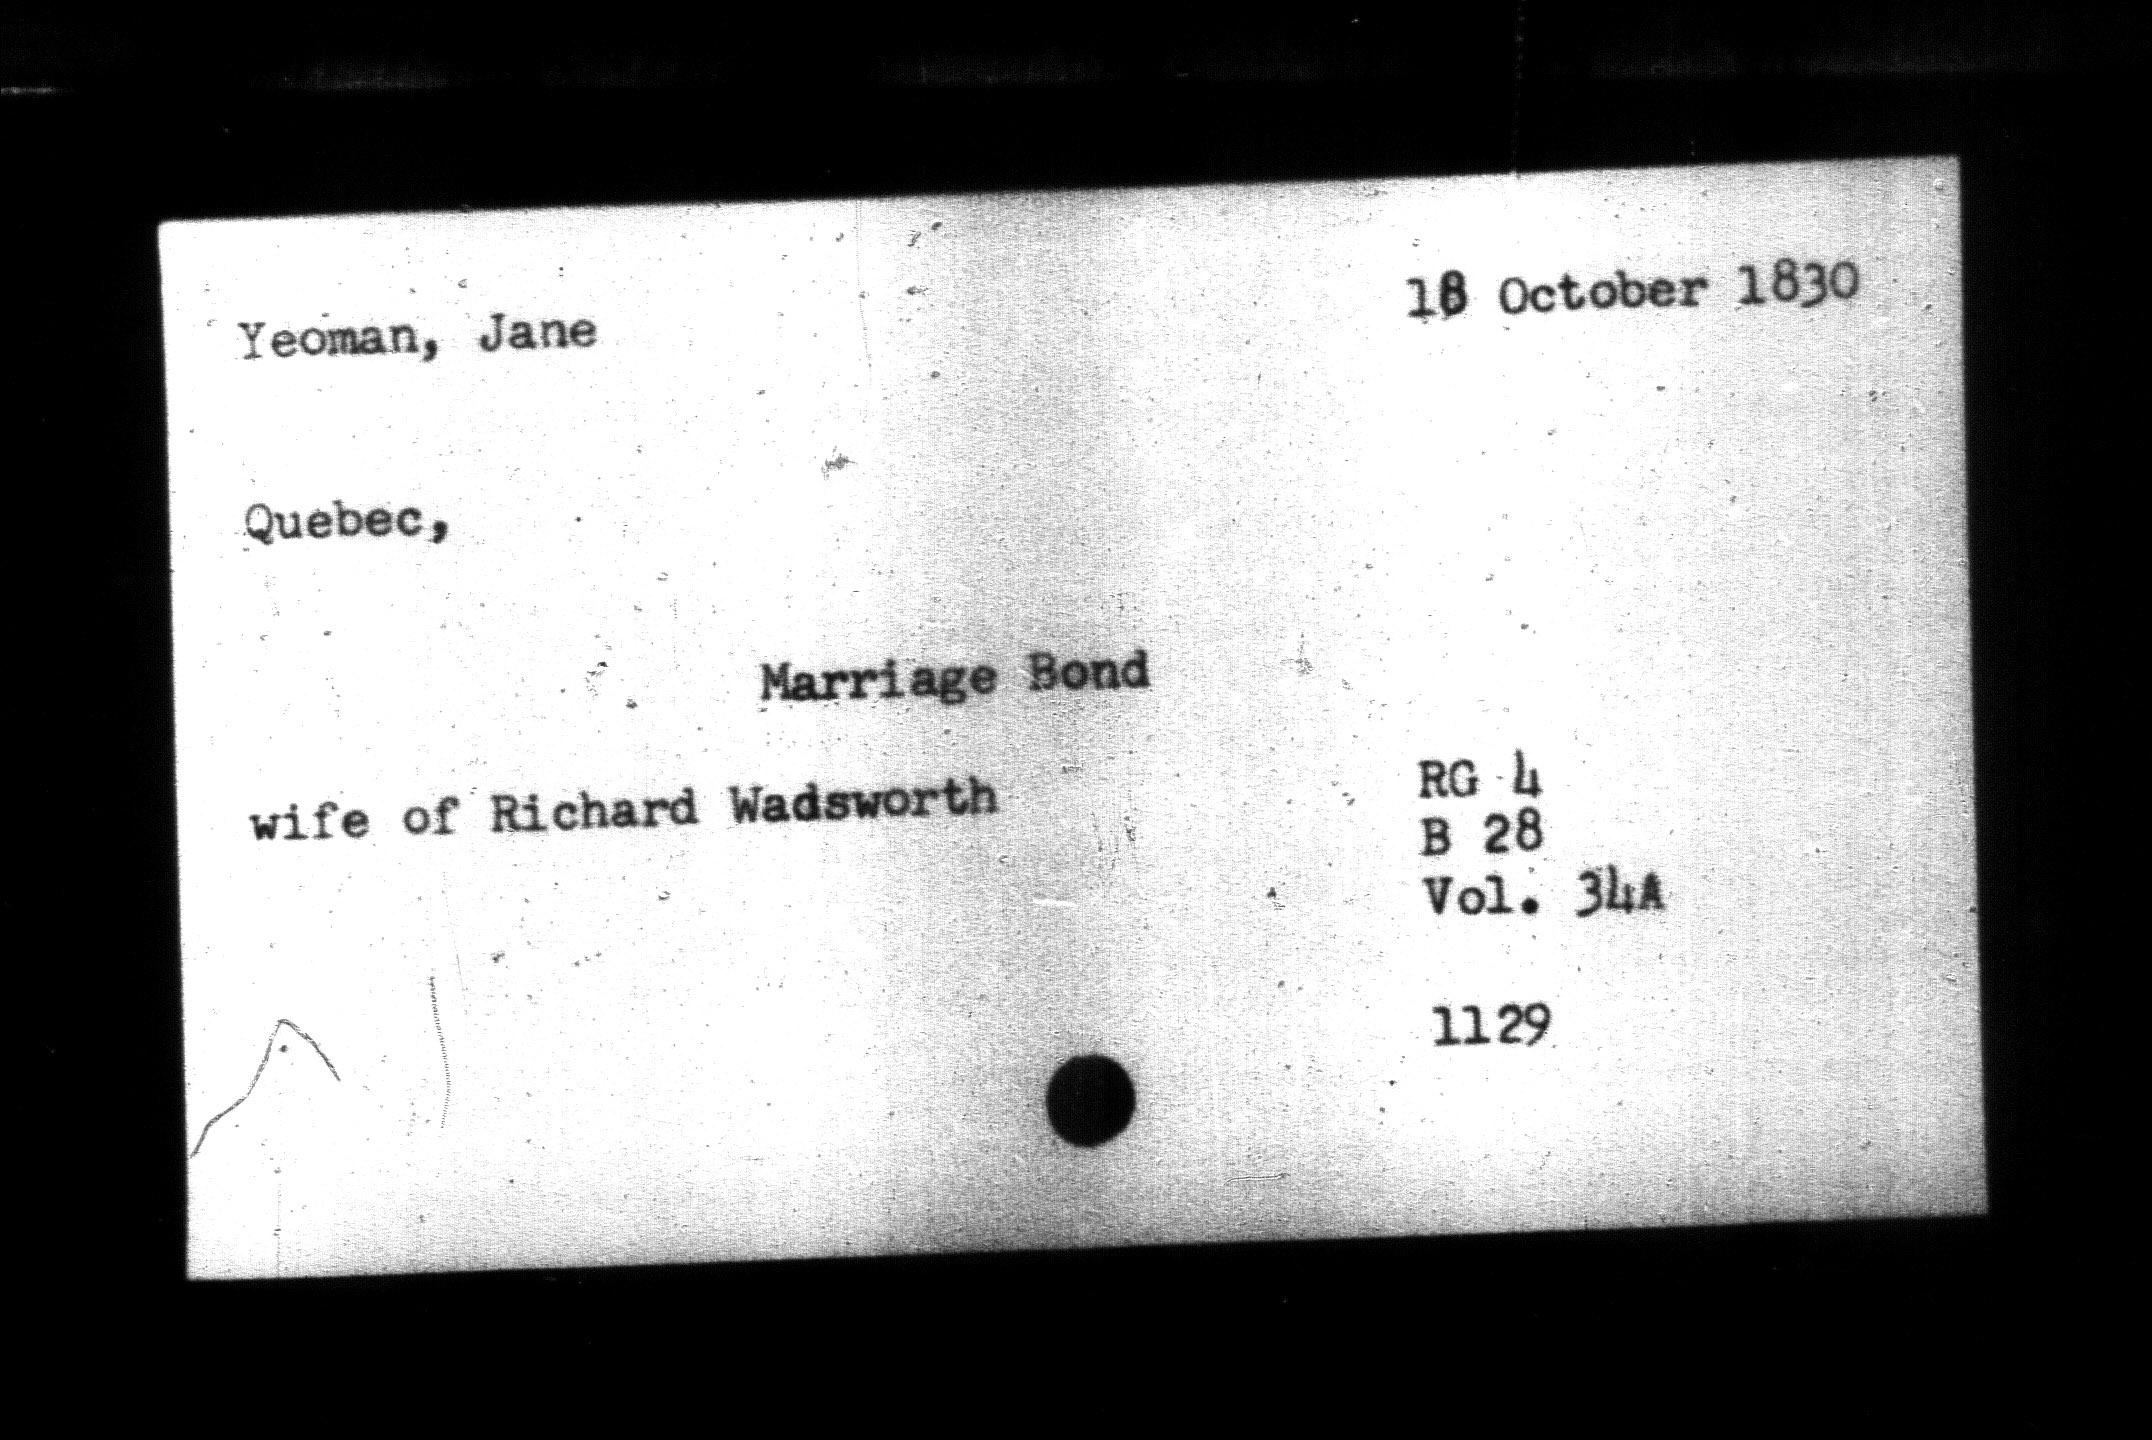 Yeoman, Jane
18 October 1830
Quebec,
Marriage Bond
wife of Richard Wadsworth
RG 4
B 28
Vol. 34A
1129